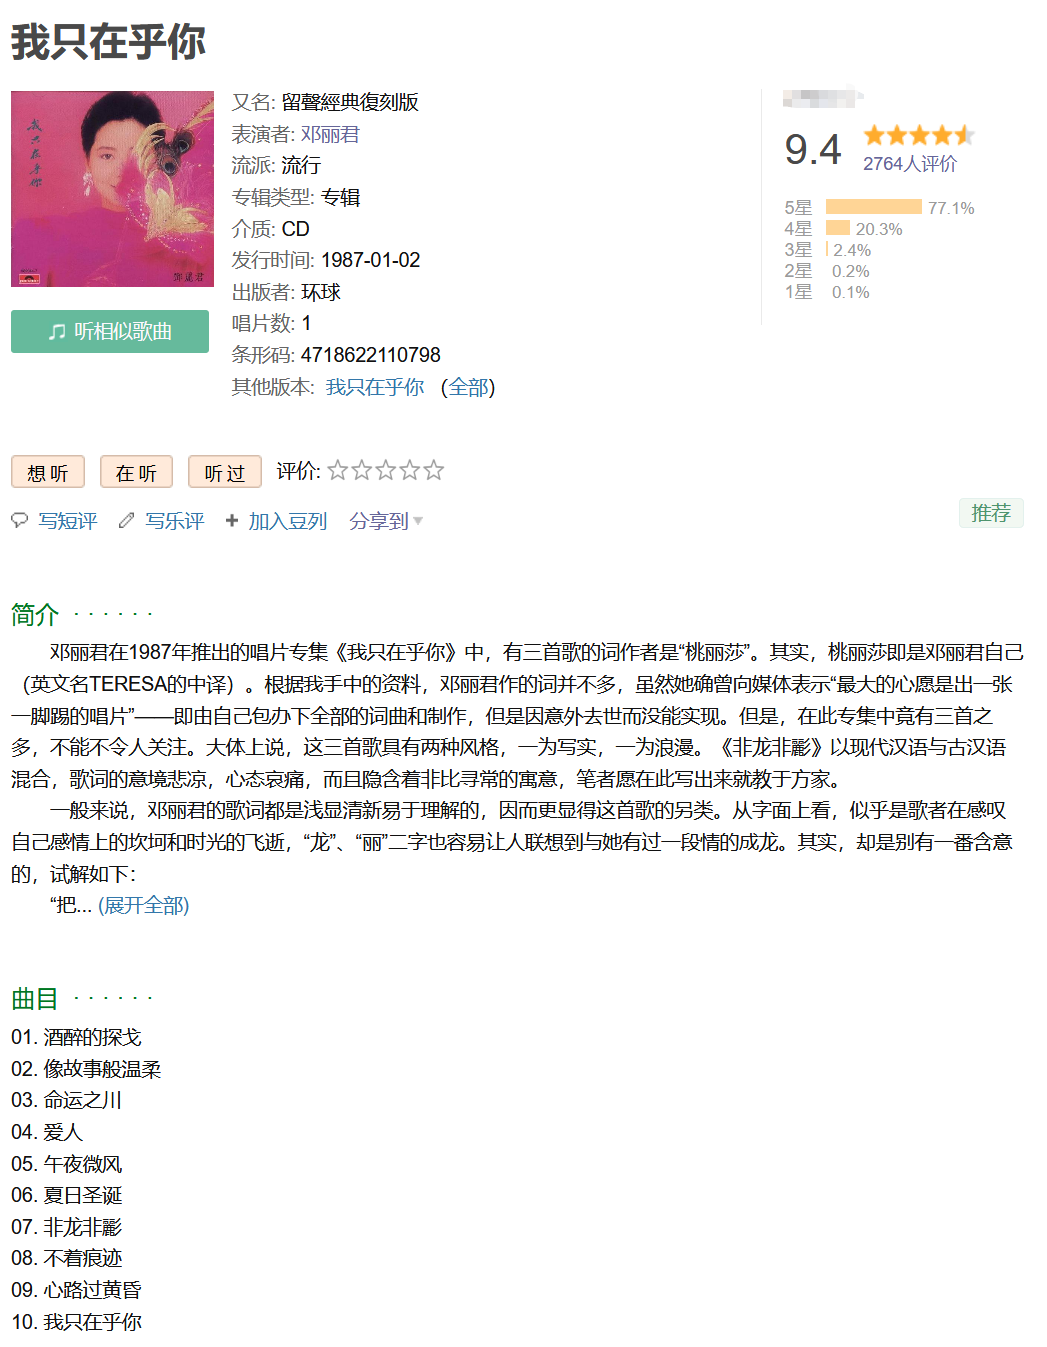 我只在乎你
我只在乎你
鄧麗君
又名: 留聲經典復刻版
表演者: 邓丽君
流派: 流行
专辑类型: 专辑
介质: CD
发行时间: 1987-01-02
出版者: 环球
唱片数: 1
条形码: 4718622110798
其他版本: 我只在乎你 (全部)
听相似歌曲
9.4
2764人评价
5星 77.1%
4星 20.3%
3星 2.4%
2星 0.2%
1星 0.1%
想听 在听 听过 评价:
写短评 写乐评 加入豆列 分享到
推荐
简介 · · · · · ·
邓丽君在1987年推出的唱片专集《我只在乎你》中，有三首歌的词作者是“桃丽莎”。其实，桃丽莎即是邓丽君自己
（英文名TERESA的中译）。根据我手中的资料，邓丽君作的词并不多，虽然她确曾向媒体表示“最大的心愿是出一张
一脚踢的唱片”——即由自己包办下全部的词曲和制作，但是因意外去世而没能实现。但是，在此专集中竟有三首之
多，不能不令人关注。大体上说，这三首歌具有两种风格，一为写实，一为浪漫。《非龙非彲》以现代汉语与古汉语
混合，歌词的意境悲凉，心态哀痛，而且隐含着非比寻常的寓意，笔者愿在此写出来就教于方家。
一般来说，邓丽君的歌词都是浅显清新易于理解的，因而更显得这首歌的另类。从字面上看，似乎是歌者在感叹
自己感情上的坎坷和时光的飞逝，“龙”、“丽”二字也容易让人联想到与她有过一段情的成龙。其实，却是别有一番含意
的，试解如下：
“把... (展开全部)
曲目 · · · · · ·
01. 酒醉的探戈
02. 像故事般温柔
03. 命运之川
04. 爱人
05. 午夜微风
06. 夏日圣诞
07. 非龙非彲
08. 不着痕迹
09. 心路过黄昏
10. 我只在乎你